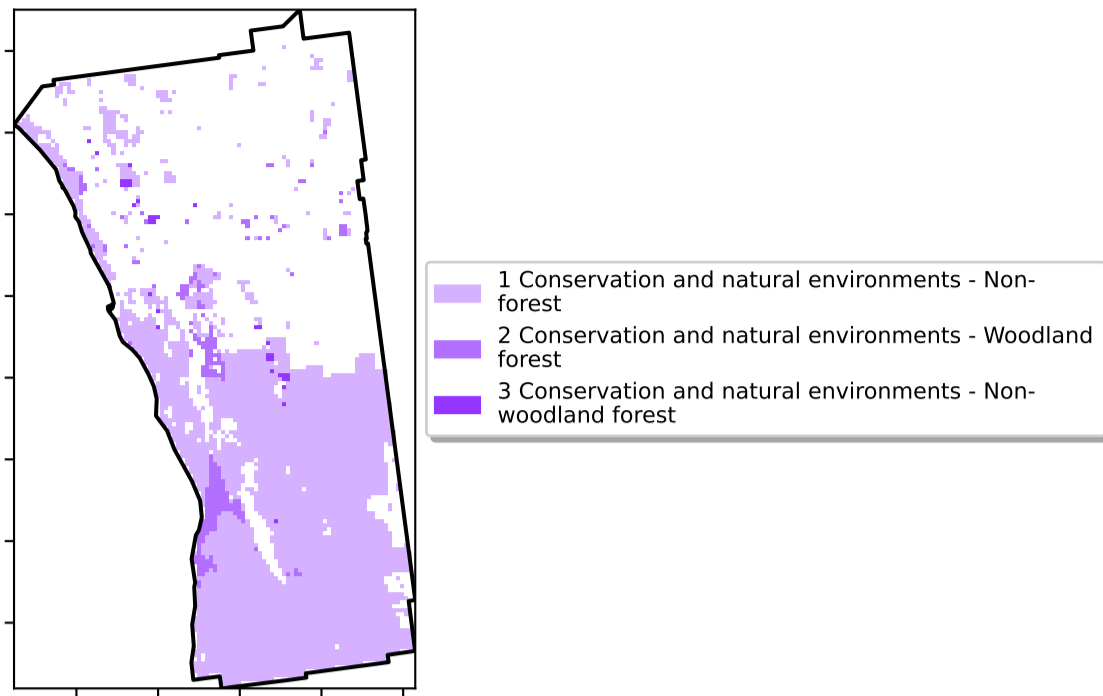 1 Conservation and natural environments - Non-
forest
2 Conservation and natural environments - Woodland
forest
3 Conservation and natural environments - Non-
woodland forest